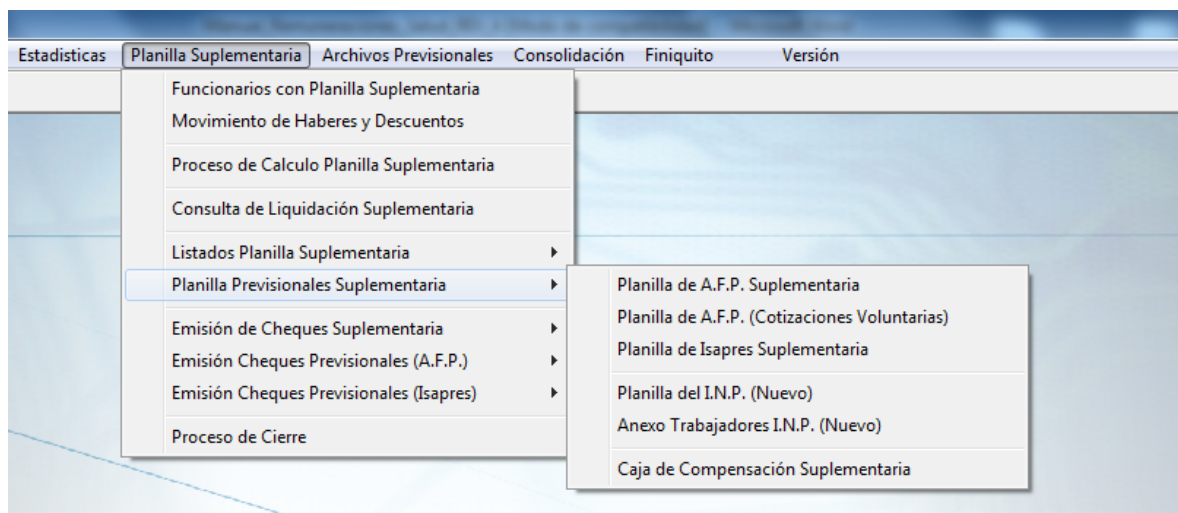 Estadisticas Planilla Suplementaria Archivos Previsionales Consolidación Finiquito Versión
Funcionarios con Planilla Suplementaria
Movimiento de Haberes y Descuentos
Proceso de Calculo Planilla Suplementaria
Consulta de Liquidación Suplementaria
Listados Planilla Suplementaria
Planilla Previsionales Suplementaria
Emisión de Cheques Suplementaria
Emisión Cheques Previsionales (A.F.P.)
Emisión Cheques Previsionales (Isapres)
Proceso de Cierre
Planilla de A.F.P. Suplementaria
Planilla de A.F.P. (Cotizaciones Voluntarias)
Planilla de Isapres Suplementaria
Planilla del I.N.P. (Nuevo)
Anexo Trabajadores I.N.P. (Nuevo)
Caja de Compensación Suplementaria